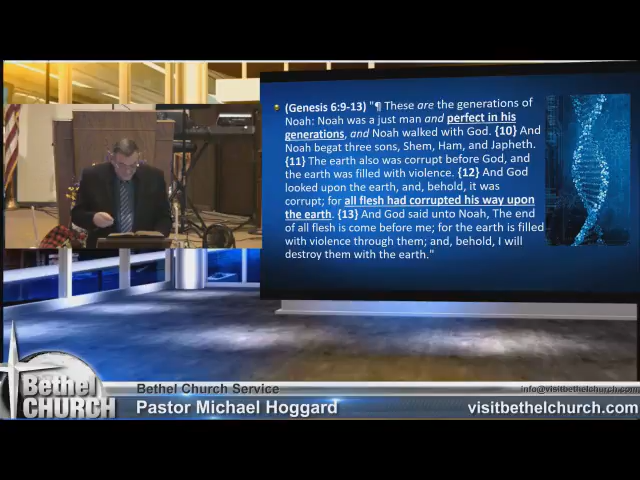 (Genesis 6:9-13) "¶ These are the generations of
Noah: Noah was a just man and perfect in his
generations, and Noah walked with God. {10} And
Noah begat three sons, Shem, Ham, and Japheth.
{11} The earth also was corrupt before God, and
the earth was filled with violence. {12} And God
looked upon the earth, and, behold, it was
corrupt; for all flesh had corrupted his way upon
the earth. {13} And God said unto Noah, The end
of all flesh is come before me; for the earth is filled
with violence through them; and, behold, I will
destroy them with the earth."
Bethel
CHURCH
Bethel Church Service
info@visitbethelchurch.com
Pastor Michael Hoggard
visitbethelchurch.com